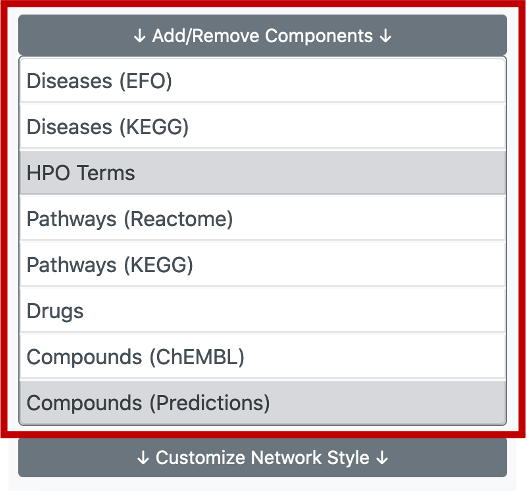 ↓ Add/Remove Components ↓
Diseases (EFO)
Diseases (KEGG)
HPO Terms
Pathways (Reactome)
Pathways (KEGG)
Drugs
Compounds (ChEMBL)
Compounds (Predictions)
↓ Customize Network Style ↓